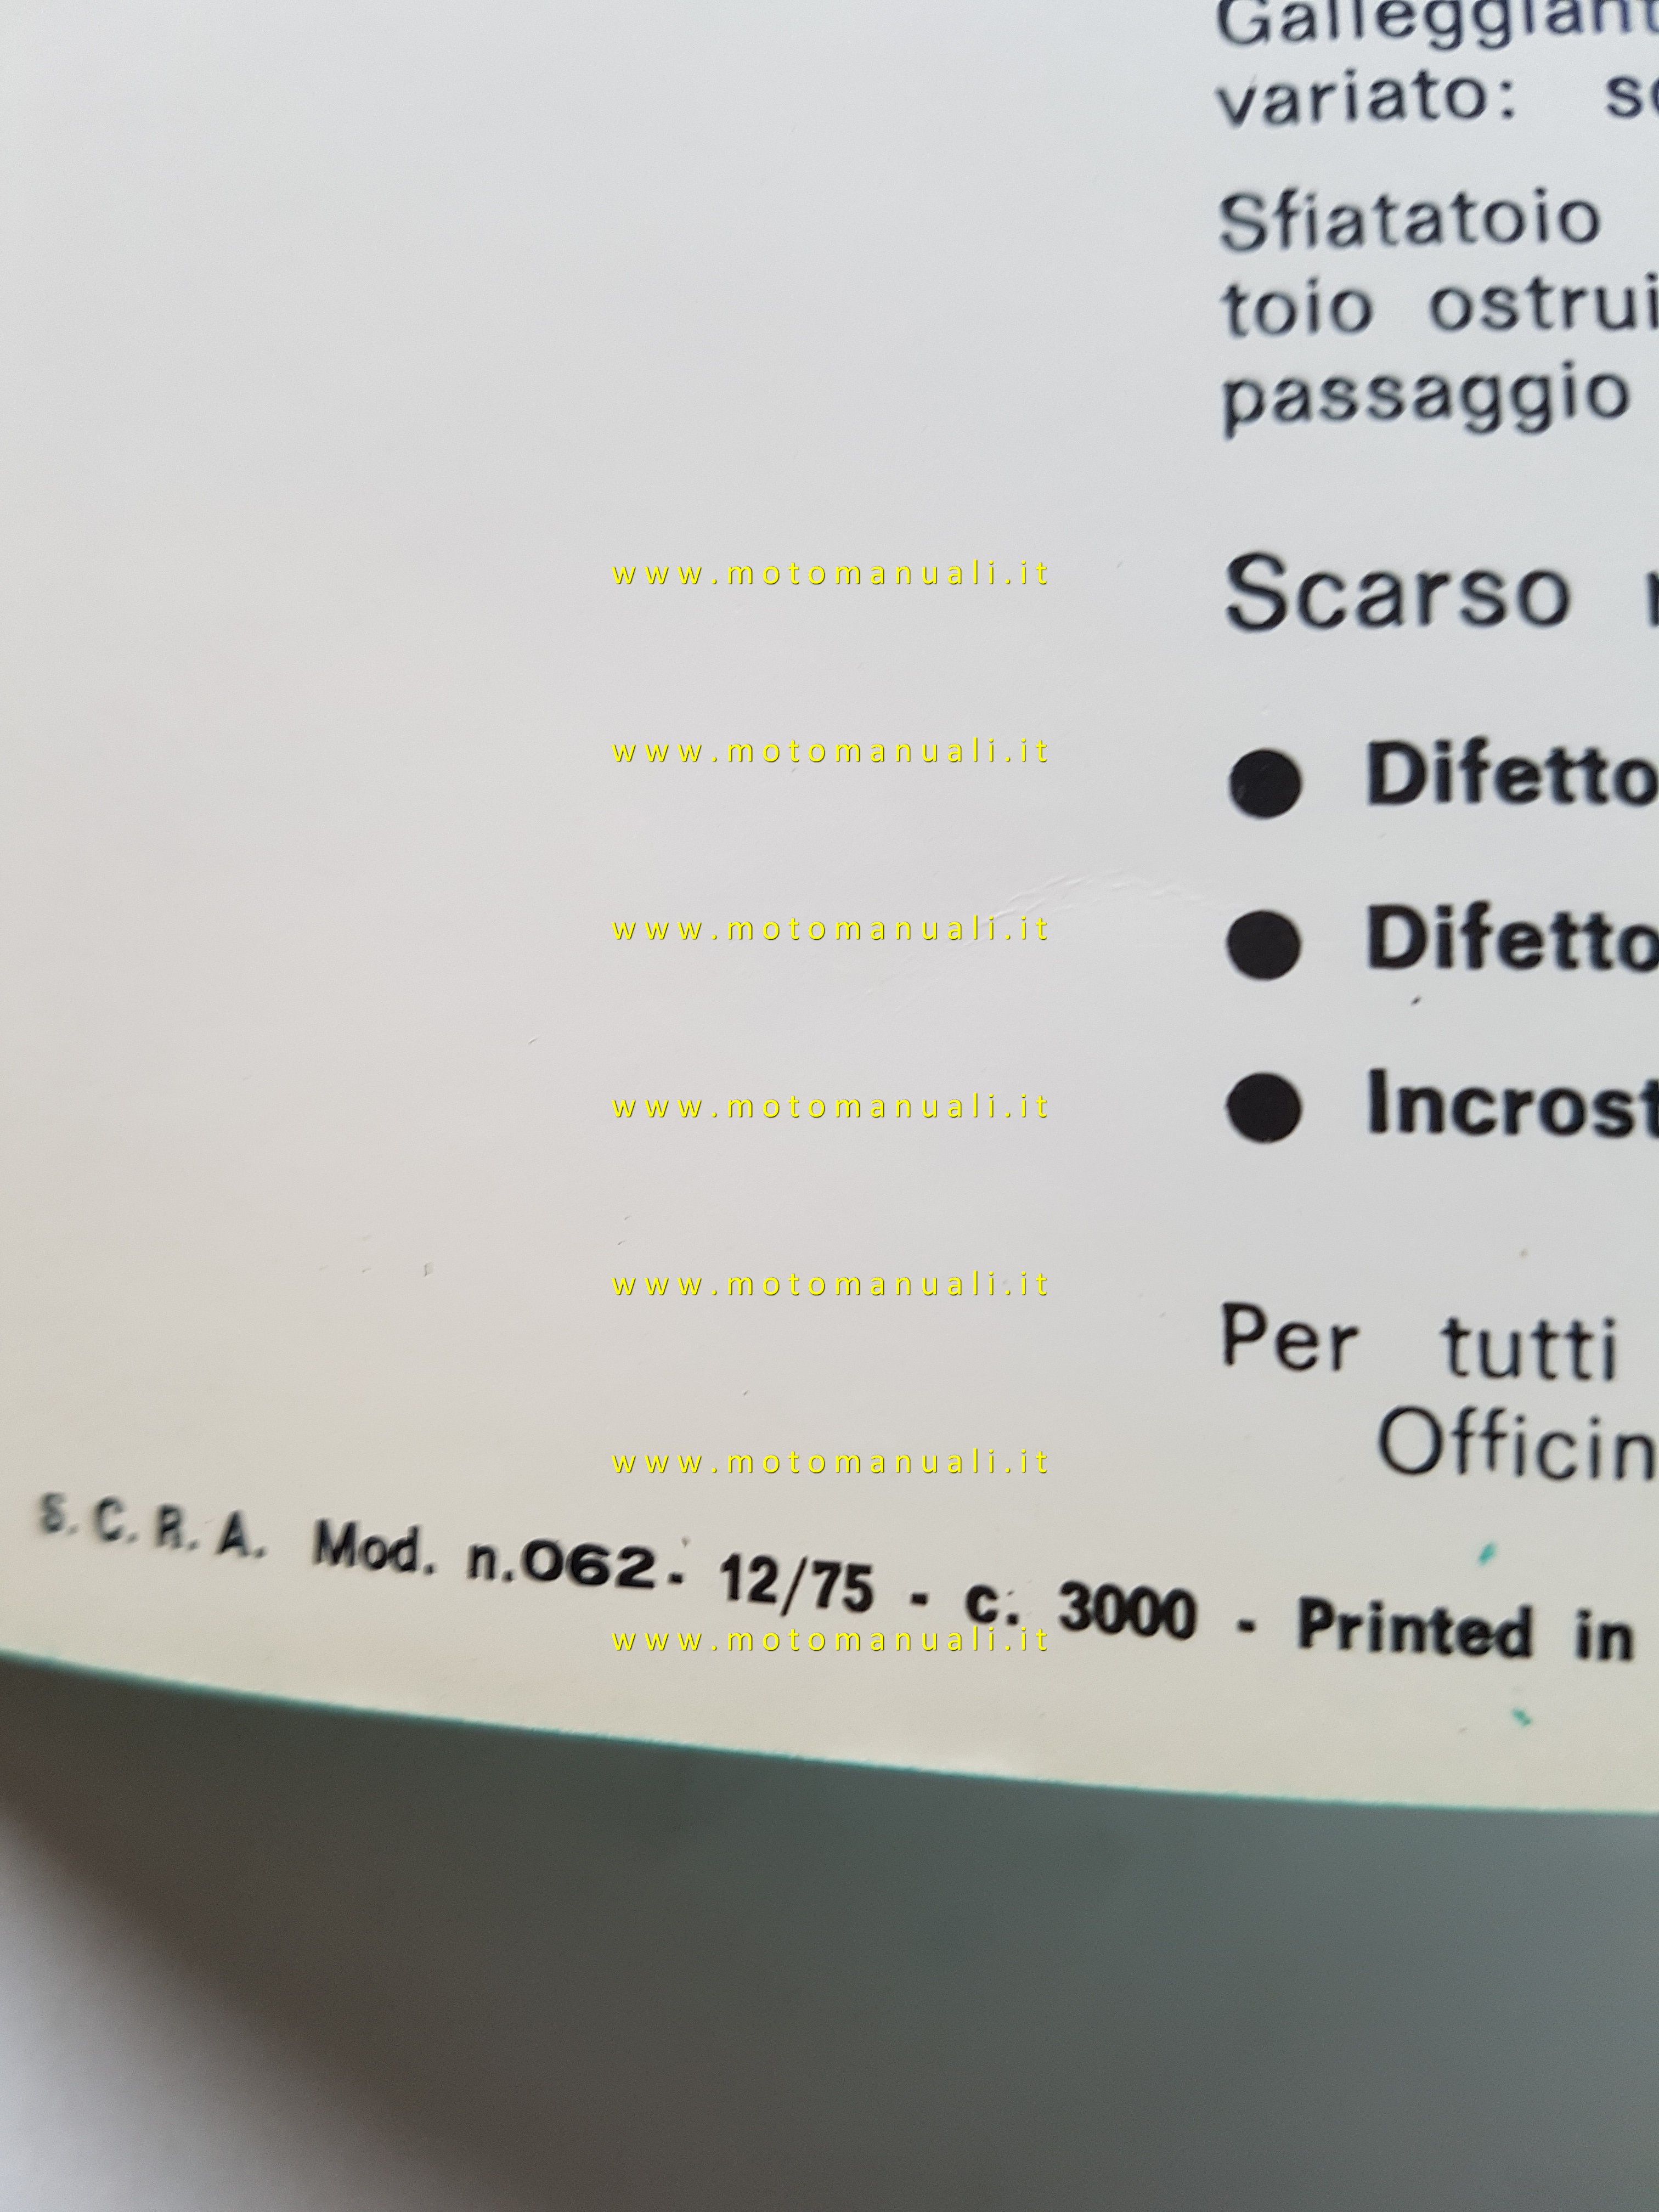 Galleggiant
variato: so
Sfiatatoio
toio ostrui
passaggio
Scarso
www.motomanuali.it
www.motomanuali.it
● Difetto
www.motomanuali.it
● Difetto
www.motomanuali.it
● Incrost
www.motomanuali.it
Per tutti
Officin
www.motomanuali.it
S. C. R. A. Mod. n.062- 12/75 - c. 3000 - Printed in
www.motomanuali.it